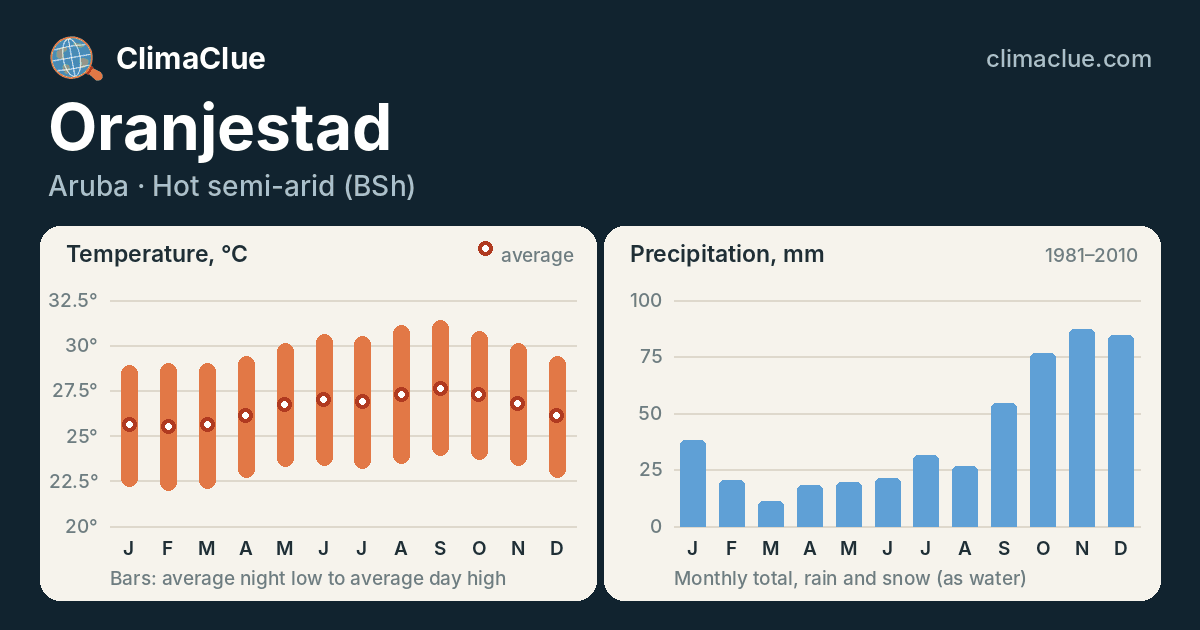 ClimaClue
climaclue.com
Oranjestad
Aruba · Hot semi-arid (BSh)
Temperature, °C
average
32.5°
30°
27.5°
25°
22.5°
20°
J F M A M J J A S O N D
Bars: average night low to average day high
Precipitation, mm
1981–2010
100
75
50
25
0
J F M A M J J A S O N D
Monthly total, rain and snow (as water)